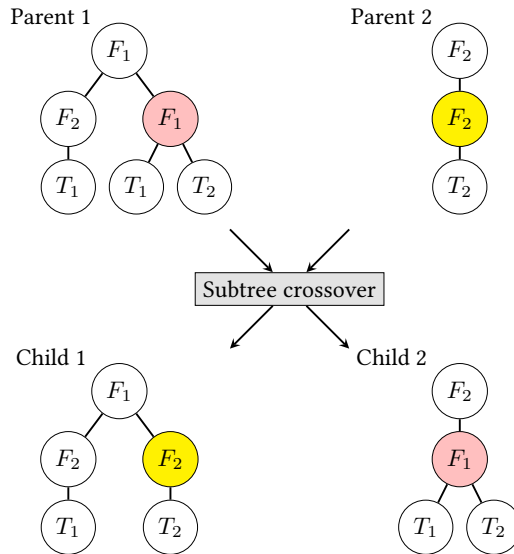 Parent 1
Parent 2
F₁
F₂
F₂
F₁
F₂
T₁
T₁
T₂
T₂
Subtree crossover
Child 1
Child 2
F₁
F₂
F₂
F₂
F₁
T₁
T₂
T₁
T₂